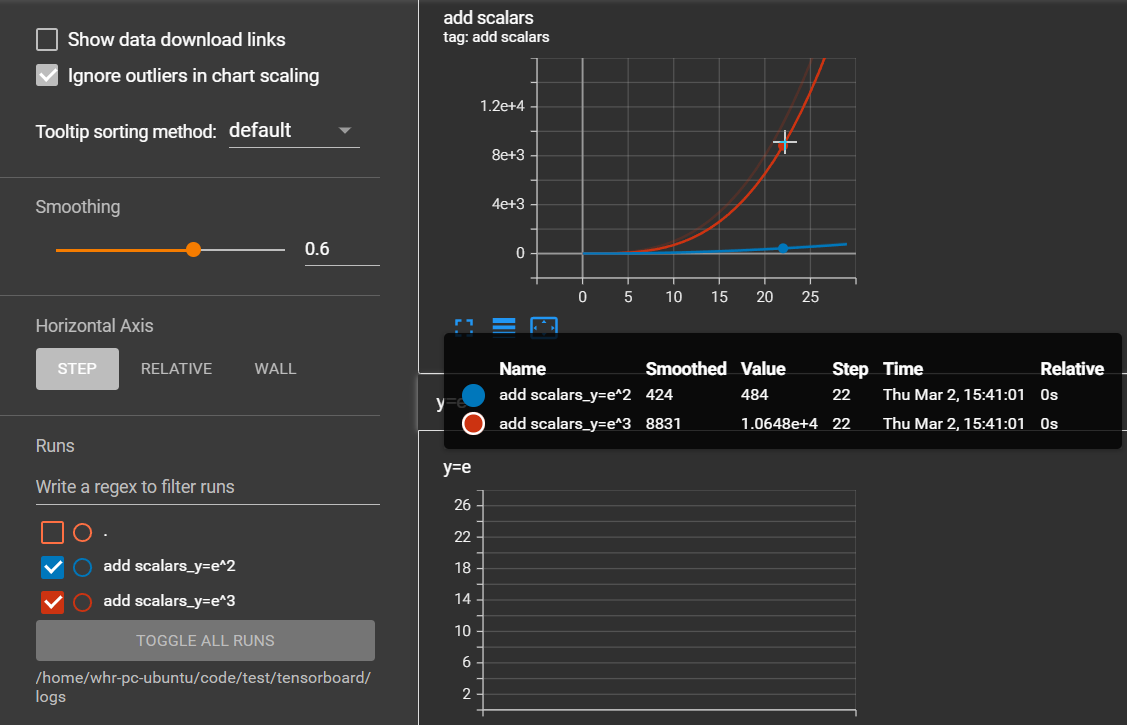 Show data download links
Ignore outliers in chart scaling
Tooltip sorting method: default
Smoothing
0.6
Horizontal Axis
STEP RELATIVE WALL
Runs
Write a regex to filter runs
.
add scalars_y=e^2
add scalars_y=e^3
TOGGLE ALL RUNS
/home/whr-pc-ubuntu/code/test/tensorboard/
logs
add scalars
tag: add scalars
1.2e+4
8e+3
4e+3
0
0 5 10 15 20 25
Name Smoothed Value Step Time Relative
add scalars_y=e^2 424 484 22 Thu Mar 2, 15:41:01 0s
add scalars_y=e^3 8831 1.0648e+4 22 Thu Mar 2, 15:41:01 0s
y=e
y=e
26
22
18
14
10
6
2